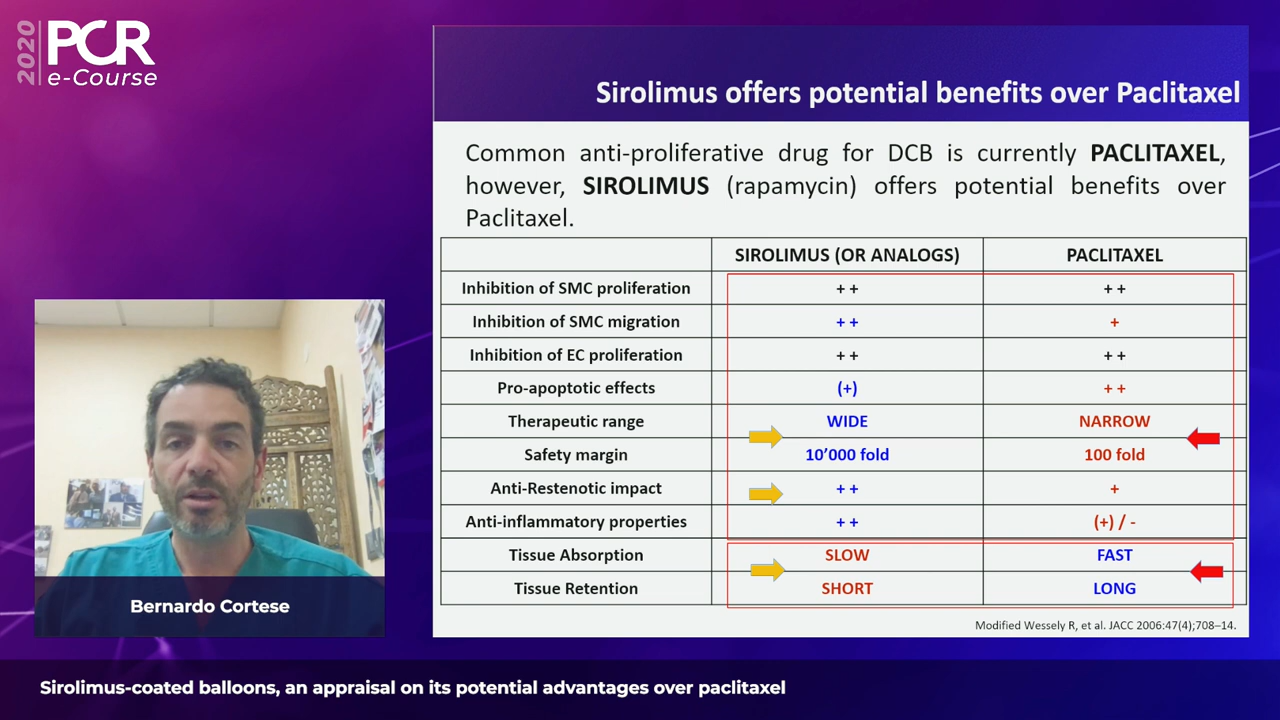 2020
PCR
e-Course
Sirolimus offers potential benefits over Paclitaxel
Common anti-proliferative drug for DCB is currently PACLITAXEL,
however, SIROLIMUS (rapamycin) offers potential benefits over
Paclitaxel.
SIROLIMUS (OR ANALOGS) PACLITAXEL
Inhibition of SMC proliferation + + + +
Inhibition of SMC migration + + +
Inhibition of EC proliferation + + + +
Pro-apoptotic effects (+) + +
Therapeutic range WIDE NARROW
Safety margin 10’000 fold 100 fold
Anti-Restenotic impact + + +
Anti-inflammatory properties + + (+) / -
Tissue Absorption SLOW FAST
Tissue Retention SHORT LONG
Modified Wessely R, et al. JACC 2006:47(4);708–14.
Bernardo Cortese
Sirolimus-coated balloons, an appraisal on its potential advantages over paclitaxel